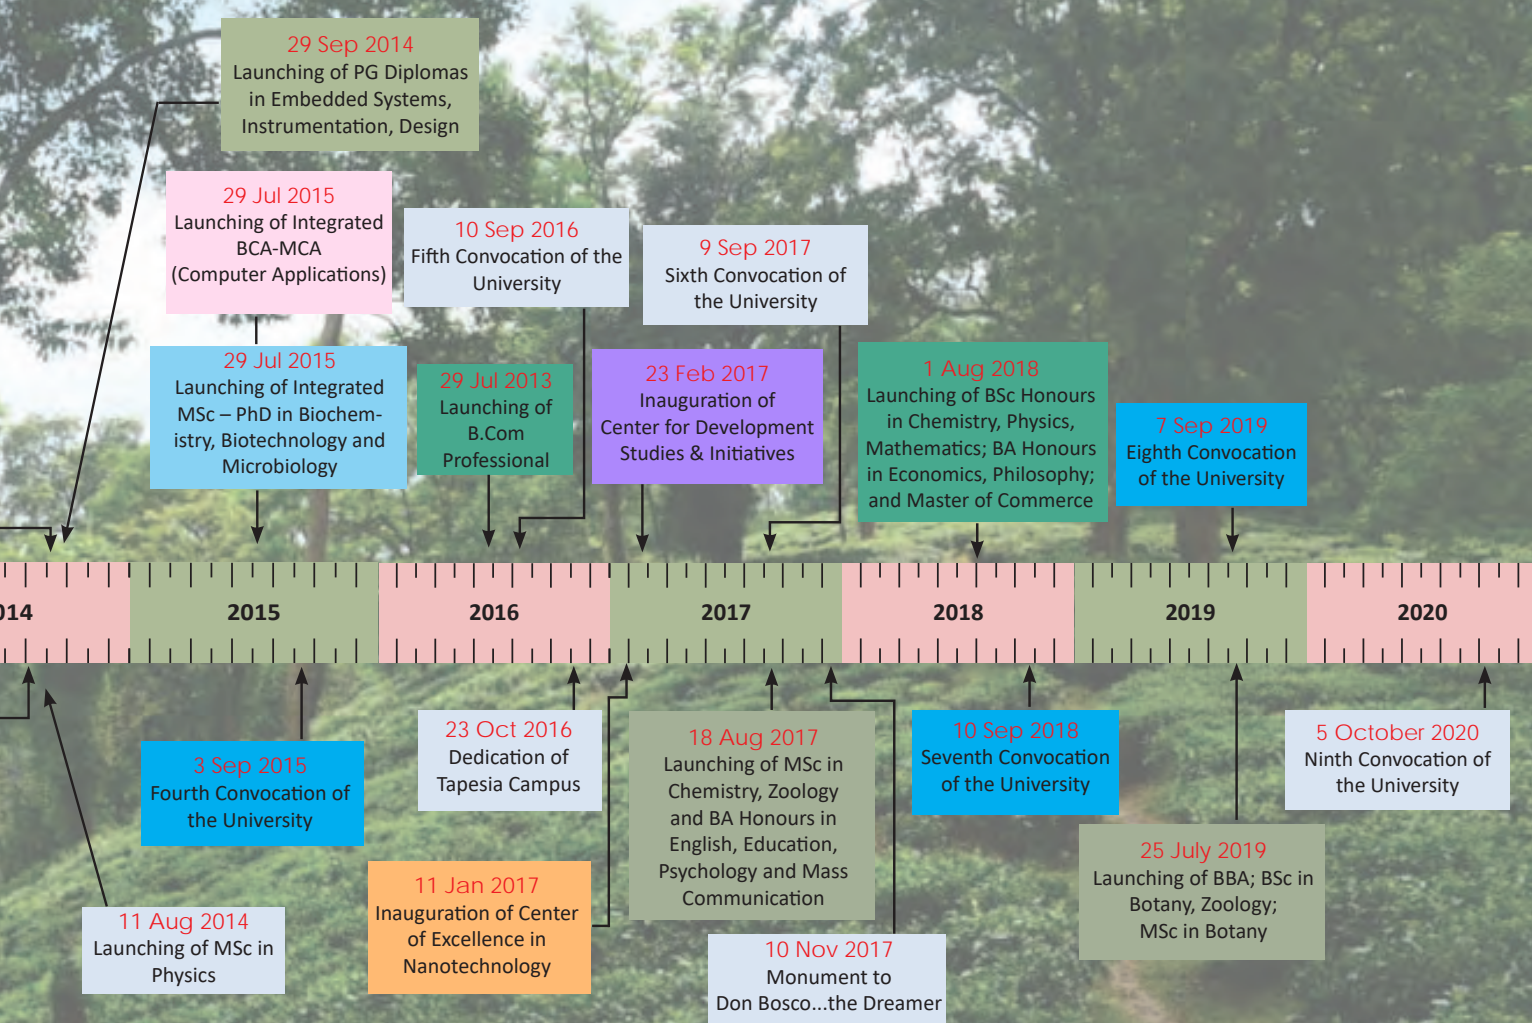 29 Sep 2014
Launching of PG Diplomas
in Embedded Systems,
Instrumentation, Design
29 Jul 2015
Launching of Integrated
BCA-MCA
(Computer Applications)
10 Sep 2016
Fifth Convocation of the
University
9 Sep 2017
Sixth Convocation of
the University
29 Jul 2015
Launching of Integrated
MSc – PhD in Biochem-
istry, Biotechnology and
Microbiology
29 Jul 2013
Launching of
B.Com
Professional
23 Feb 2017
Inauguration of
Center for Development
Studies & Initiatives
1 Aug 2018
Launching of BSc Honours
in Chemistry, Physics,
Mathematics; BA Honours
in Economics, Philosophy;
and Master of Commerce
7 Sep 2019
Eighth Convocation
of the University
014
2015
2016
2017
2018
2019
2020
3 Sep 2015
Fourth Convocation of
the University
23 Oct 2016
Dedication of
Tapesia Campus
18 Aug 2017
Launching of MSc in
Chemistry, Zoology
and BA Honours in
English, Education,
Psychology and Mass
Communication
10 Sep 2018
Seventh Convocation
of the University
5 October 2020
Ninth Convocation of
the University
11 Aug 2014
Launching of MSc in
Physics
11 Jan 2017
Inauguration of Center
of Excellence in
Nanotechnology
10 Nov 2017
Monument to
Don Bosco...the Dreamer
25 July 2019
Launching of BBA; BSc in
Botany, Zoology;
MSc in Botany